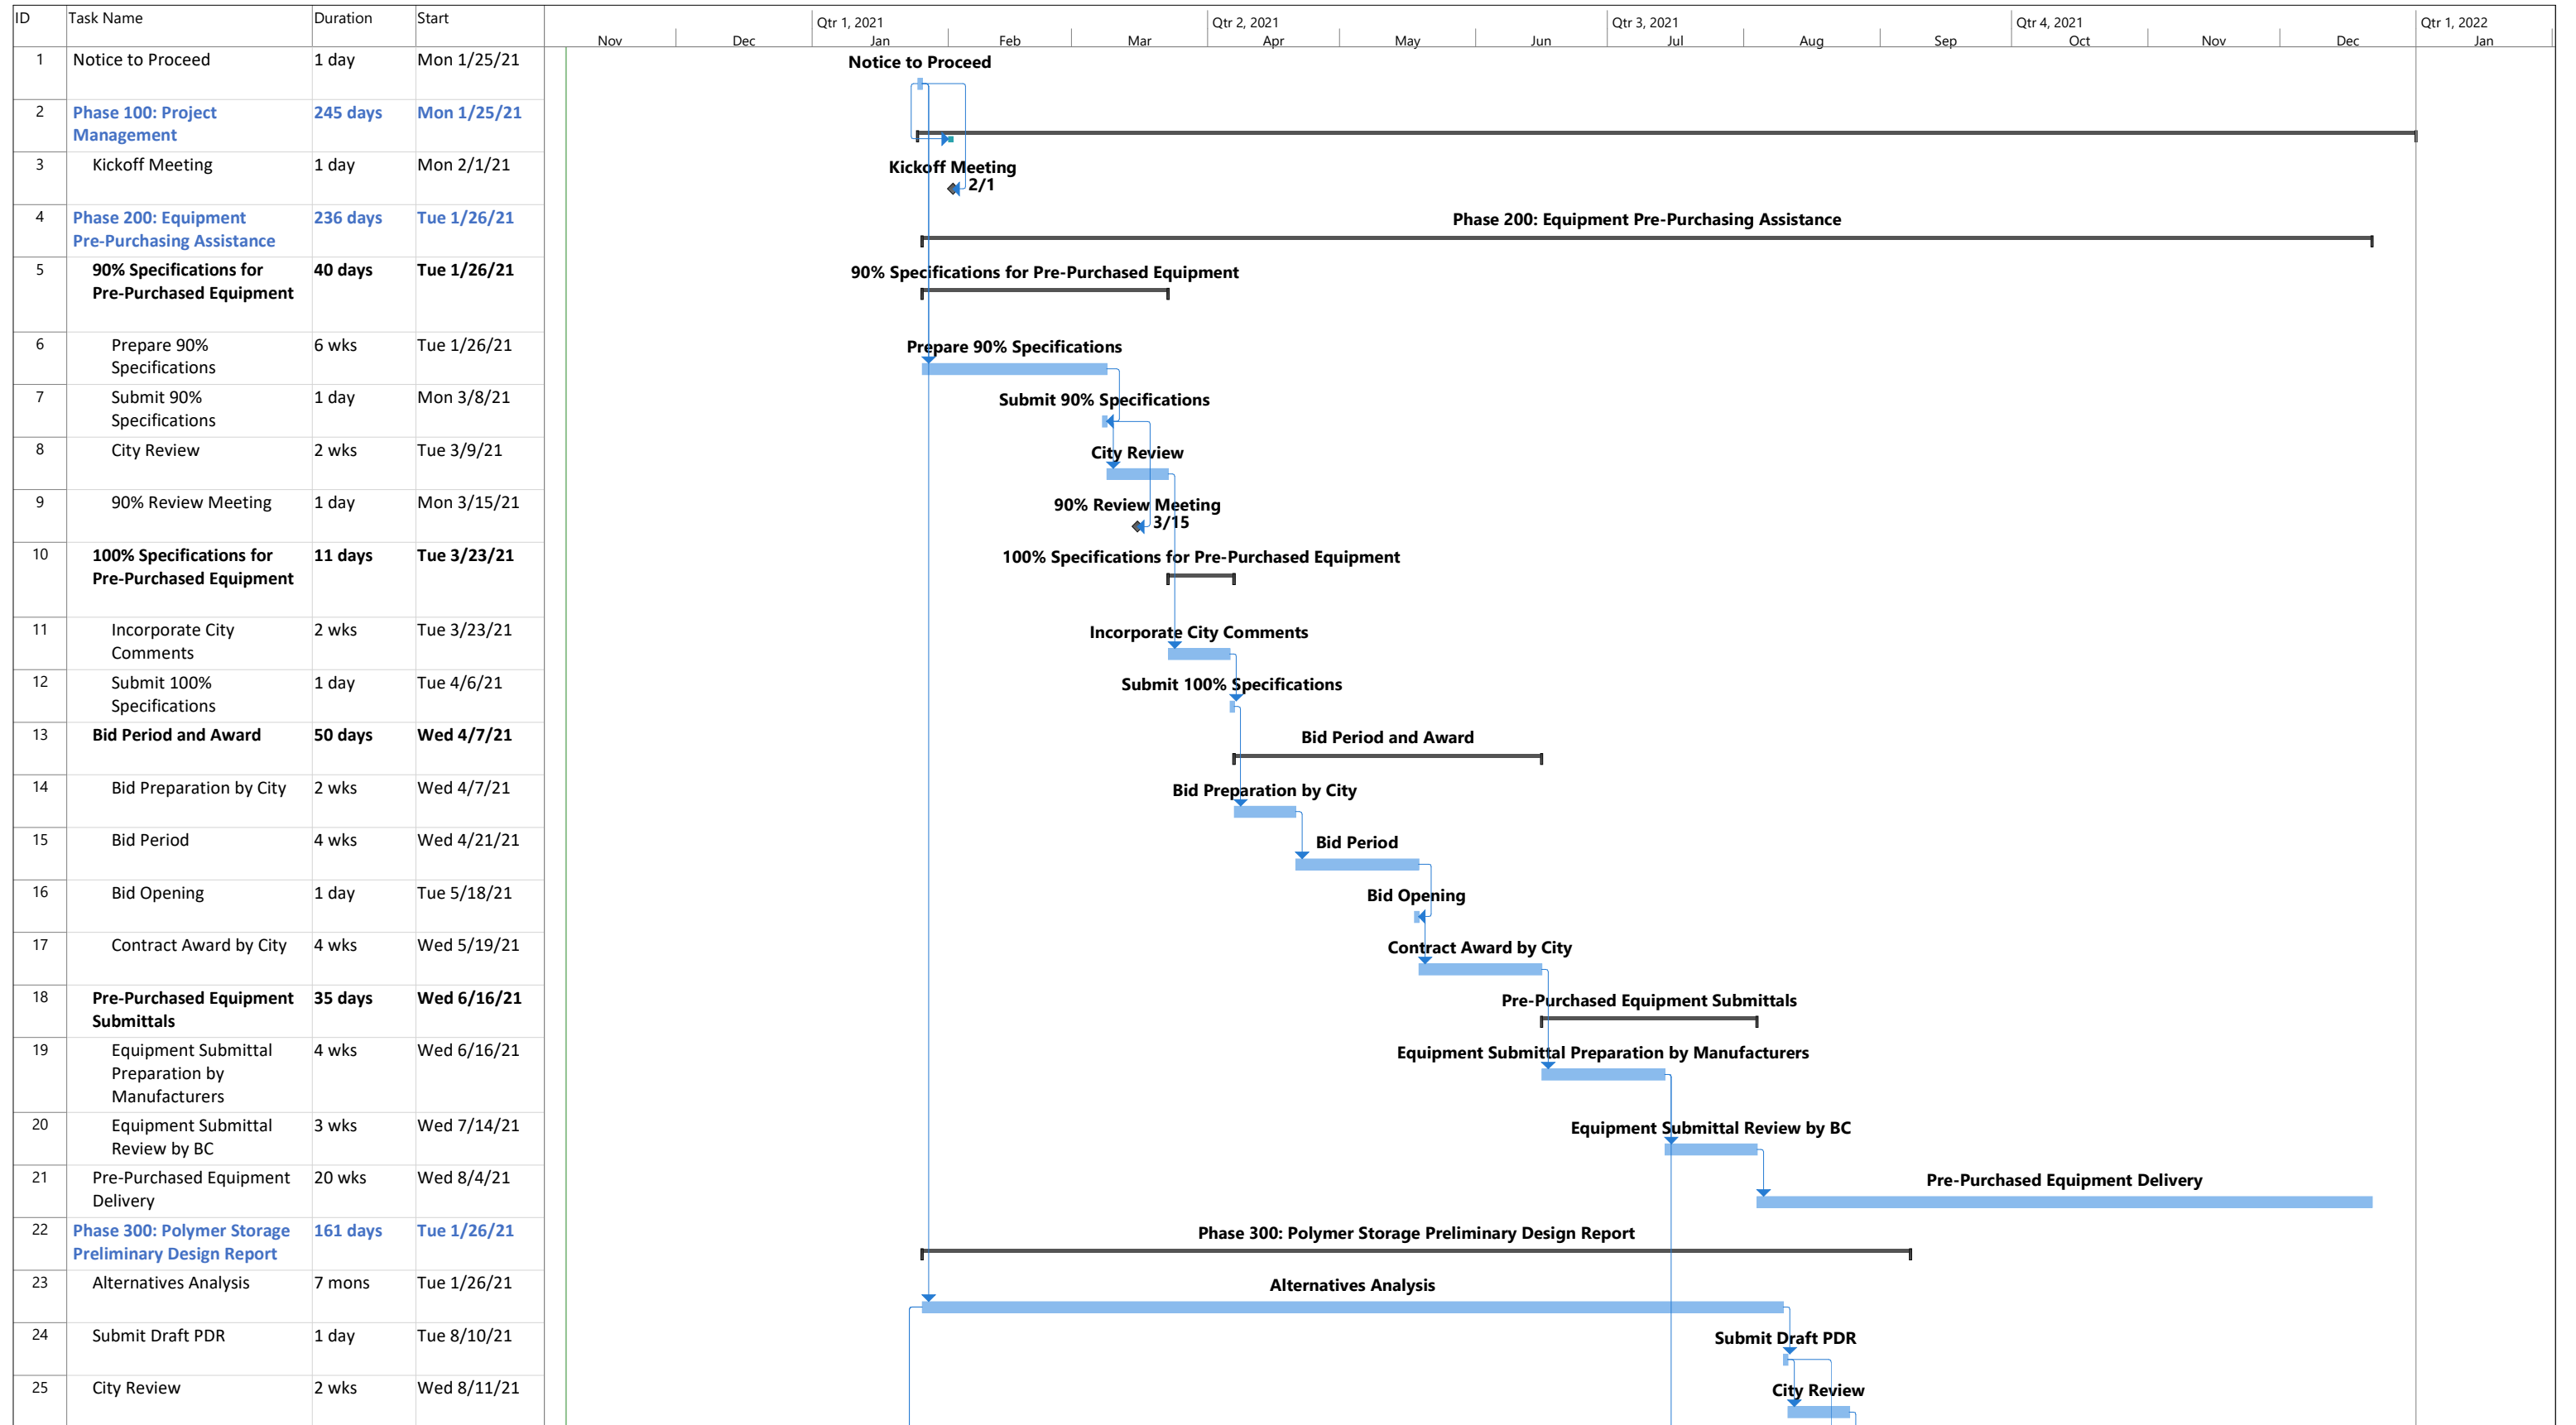 ID Task Name Duration Start
Qtr 1, 2021 Qtr 2, 2021 Qtr 3, 2021 Qtr 4, 2021 Qtr 1, 2022
Nov Dec Jan Feb Mar Apr May Jun Jul Aug Sep Oct Nov Dec Jan
1 Notice to Proceed 1 day Mon 1/25/21
Notice to Proceed
2 Phase 100: Project 245 days Mon 1/25/21
Management
3 Kickoff Meeting 1 day Mon 2/1/21
Kickoff Meeting
2/1
4 Phase 200: Equipment 236 days Tue 1/26/21
Pre-Purchasing Assistance
Phase 200: Equipment Pre-Purchasing Assistance
5 90% Specifications for 40 days Tue 1/26/21
Pre-Purchased Equipment
90% Specifications for Pre-Purchased Equipment
6 Prepare 90% 6 wks Tue 1/26/21
Specifications
Prepare 90% Specifications
7 Submit 90% 1 day Mon 3/8/21
Specifications
Submit 90% Specifications
8 City Review 2 wks Tue 3/9/21
City Review
9 90% Review Meeting 1 day Mon 3/15/21
90% Review Meeting
3/15
10 100% Specifications for 11 days Tue 3/23/21
Pre-Purchased Equipment
100% Specifications for Pre-Purchased Equipment
11 Incorporate City 2 wks Tue 3/23/21
Comments
Incorporate City Comments
12 Submit 100% 1 day Tue 4/6/21
Specifications
Submit 100% Specifications
13 Bid Period and Award 50 days Wed 4/7/21
Bid Period and Award
14 Bid Preparation by City 2 wks Wed 4/7/21
Bid Preparation by City
15 Bid Period 4 wks Wed 4/21/21
Bid Period
16 Bid Opening 1 day Tue 5/18/21
Bid Opening
17 Contract Award by City 4 wks Wed 5/19/21
Contract Award by City
18 Pre-Purchased Equipment 35 days Wed 6/16/21
Submittals
Pre-Purchased Equipment Submittals
19 Equipment Submittal 4 wks Wed 6/16/21
Preparation by
Manufacturers
Equipment Submittal Preparation by Manufacturers
20 Equipment Submittal 3 wks Wed 7/14/21
Review by BC
Equipment Submittal Review by BC
21 Pre-Purchased Equipment 20 wks Wed 8/4/21
Delivery
Pre-Purchased Equipment Delivery
22 Phase 300: Polymer Storage 161 days Tue 1/26/21
Preliminary Design Report
Phase 300: Polymer Storage Preliminary Design Report
23 Alternatives Analysis 7 mons Tue 1/26/21
Alternatives Analysis
24 Submit Draft PDR 1 day Tue 8/10/21
Submit Draft PDR
25 City Review 2 wks Wed 8/11/21
City Review